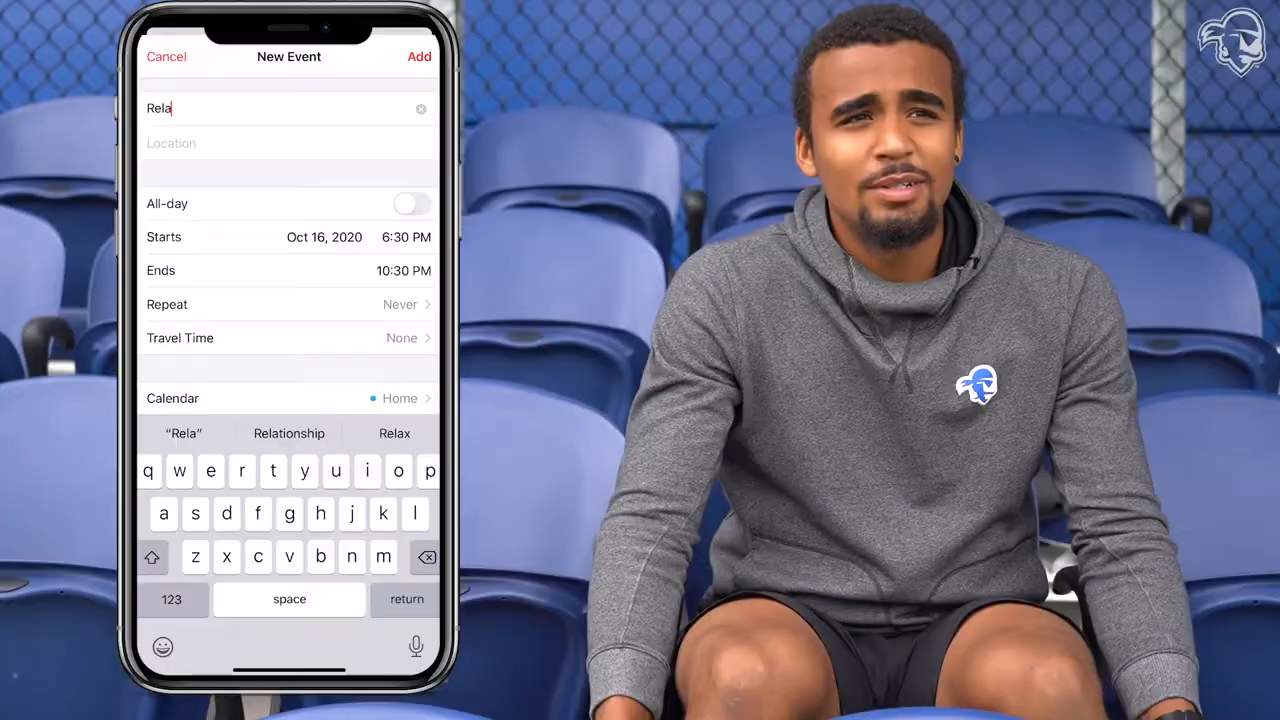 Cancel New Event Add
Rela
Location
All-day
Starts Oct 16, 2020 6:30 PM
Ends 10:30 PM
Repeat Never
Travel Time None
Calendar Home
“Rela” Relationship Relax
q w e r t y u i o p
a s d f g h j k l
z x c v b n m
123 space return